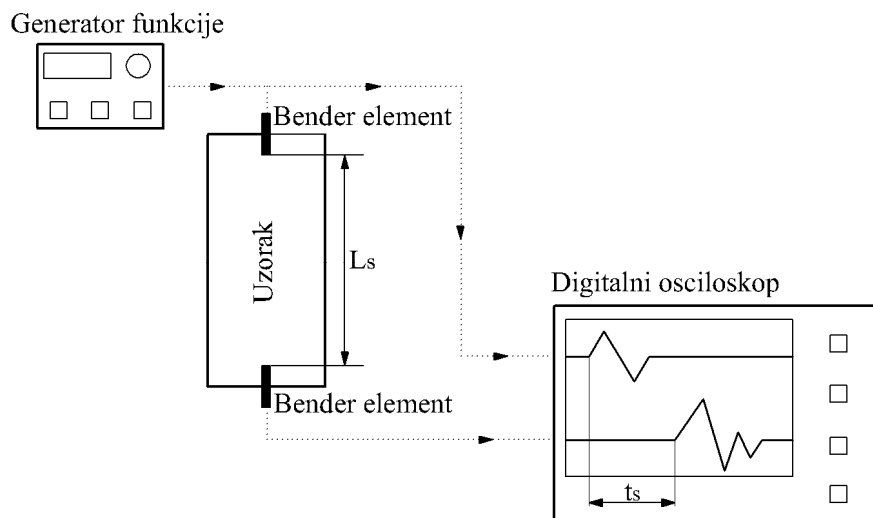 Generator funkcije
Bender element
Uzorak
Ls
Digitalni osciloskop
Bender element
ts